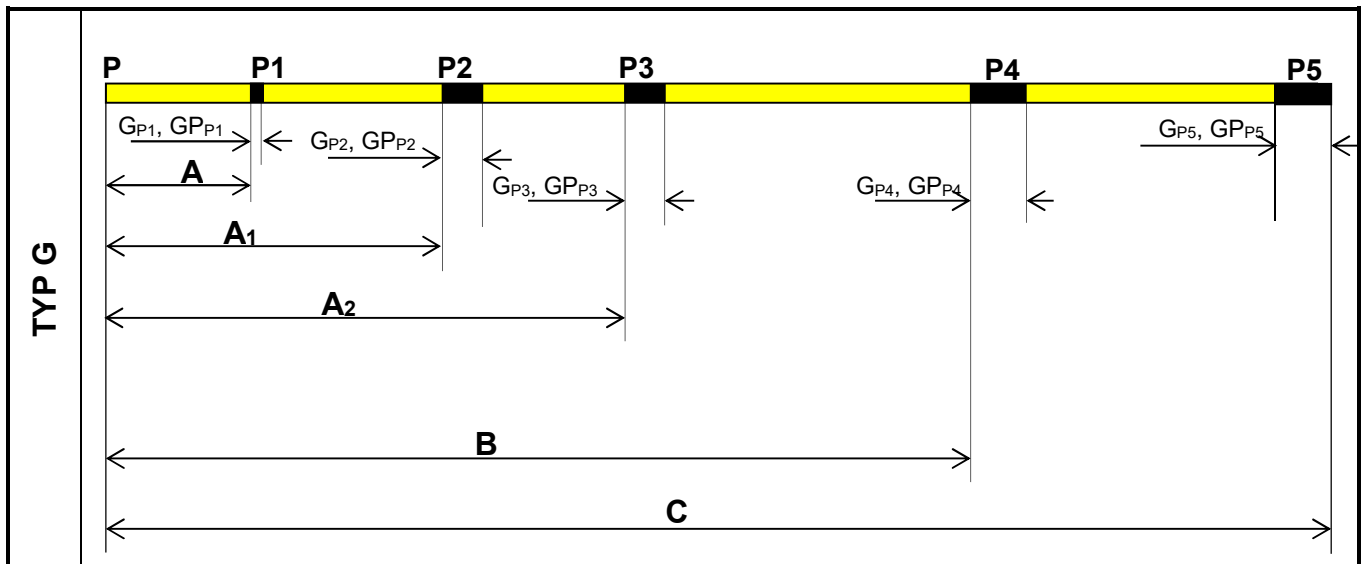 P P1 P2 P3 P4 P5
GP1, GPP1
GP2, GPP2
GP5, GPP5
A
GP3, GPP3
GP4, GPP4
A1
A2
B
C
TYP G